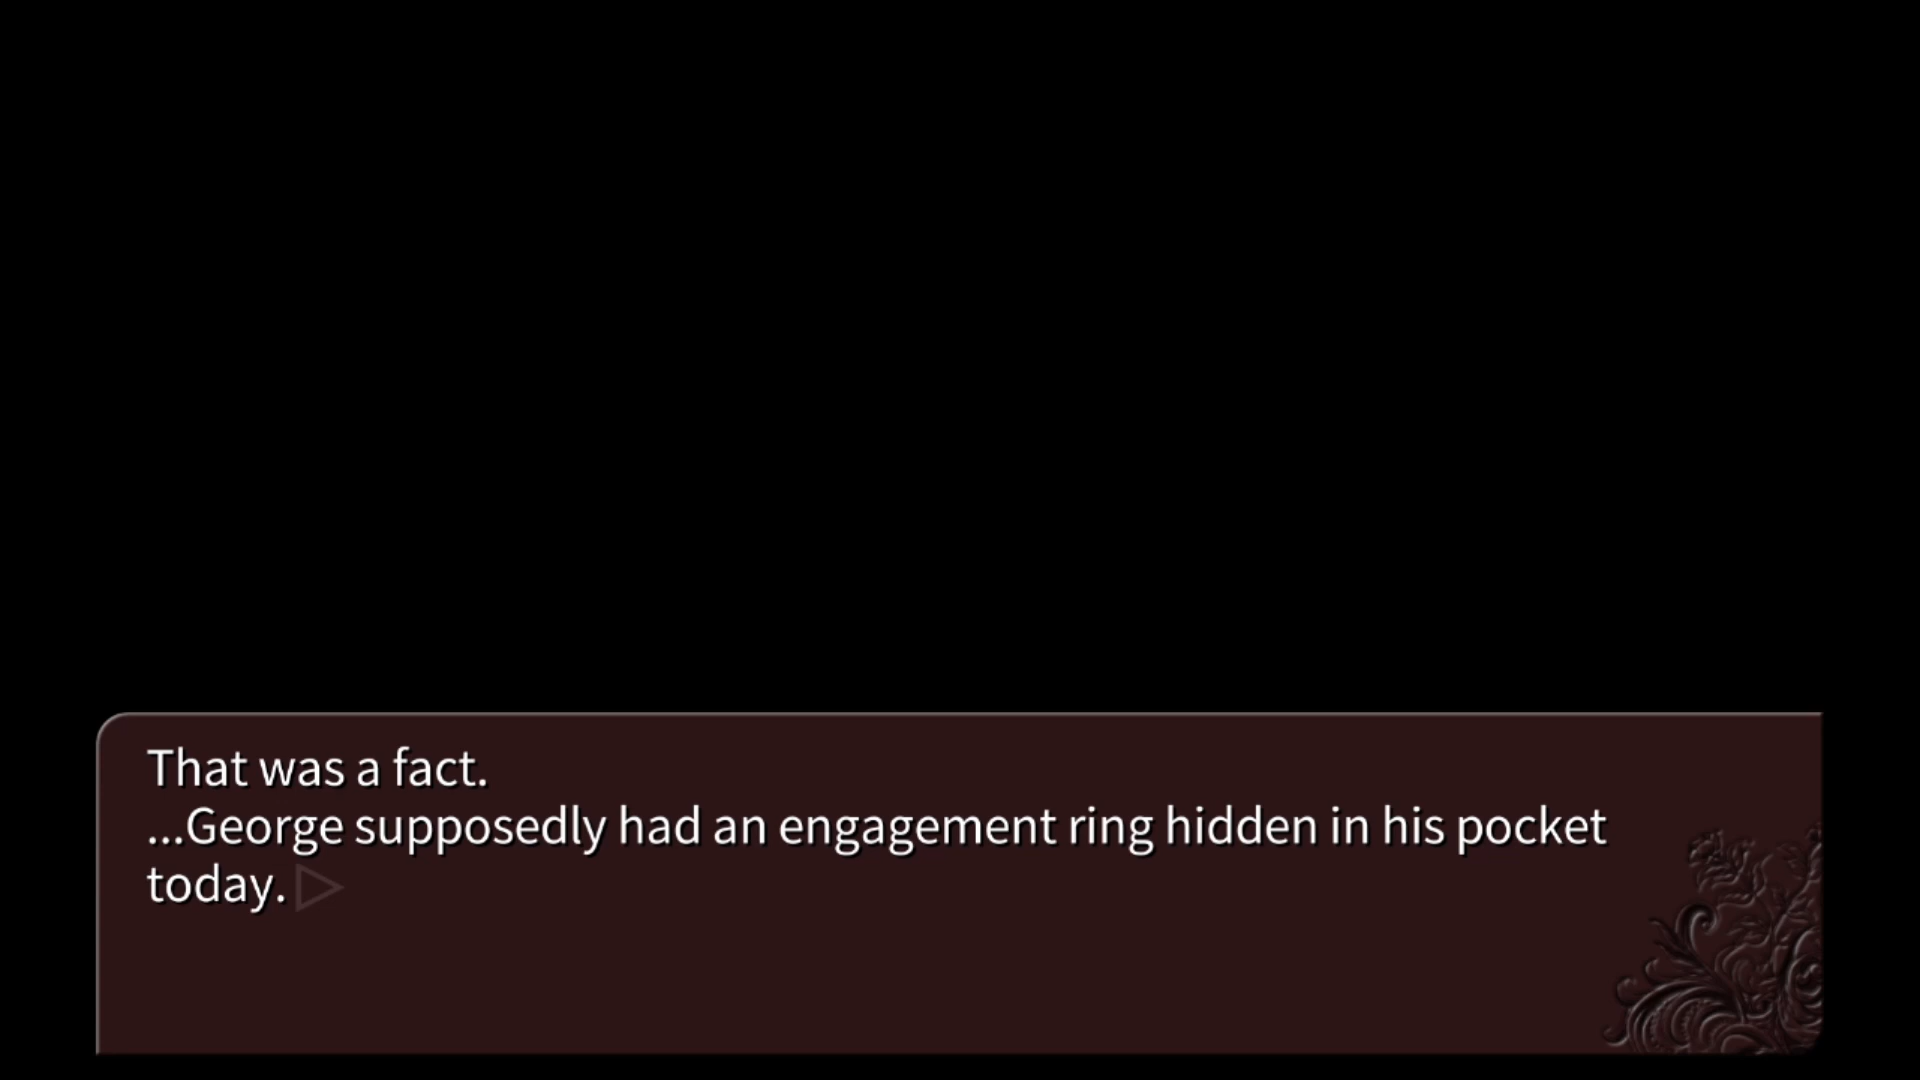 That was a fact.
...George supposedly had an engagement ring hidden in his pocket
today.